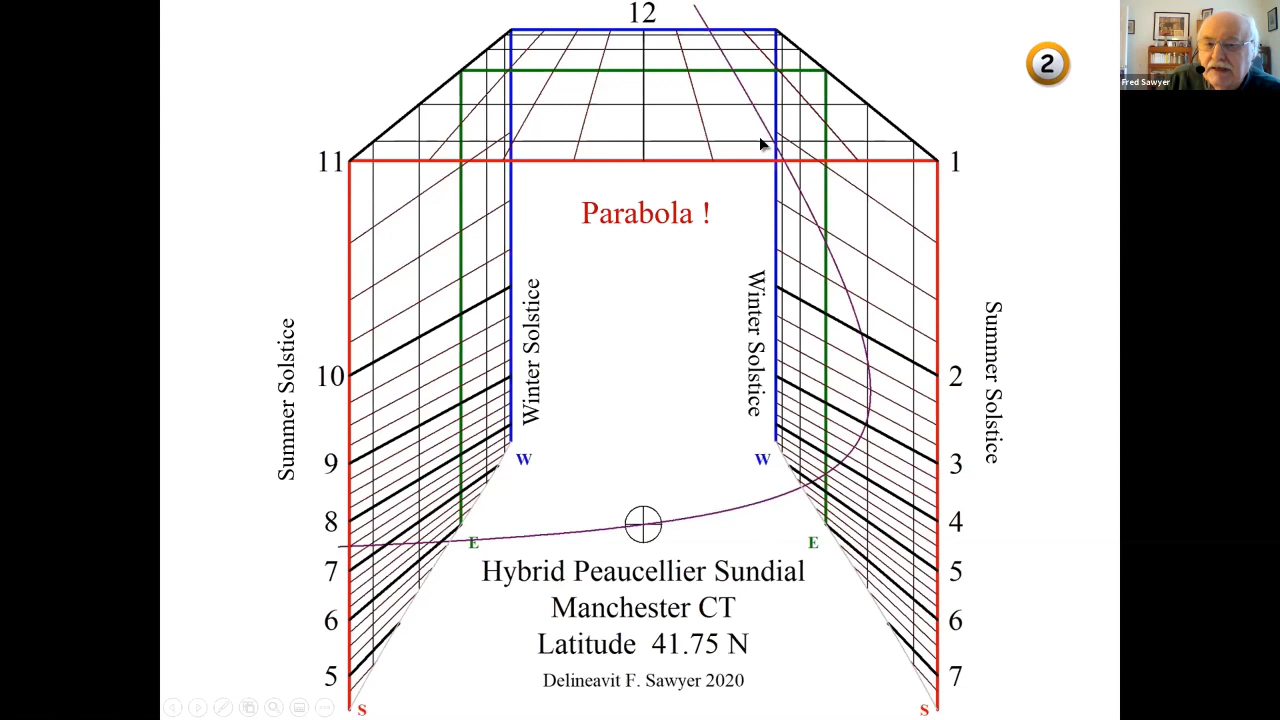 12
2
Fred Sawyer
11
1
Parabola !
Winter Solstice
Winter Solstice
Summer Solstice
Summer Solstice
10
2
9
3
W
W
8
4
E
E
7
5
Hybrid Peaucellier Sundial
Manchester CT
6
6
Latitude 41.75 N
5
7
Delineavit F. Sawyer 2020
S
S